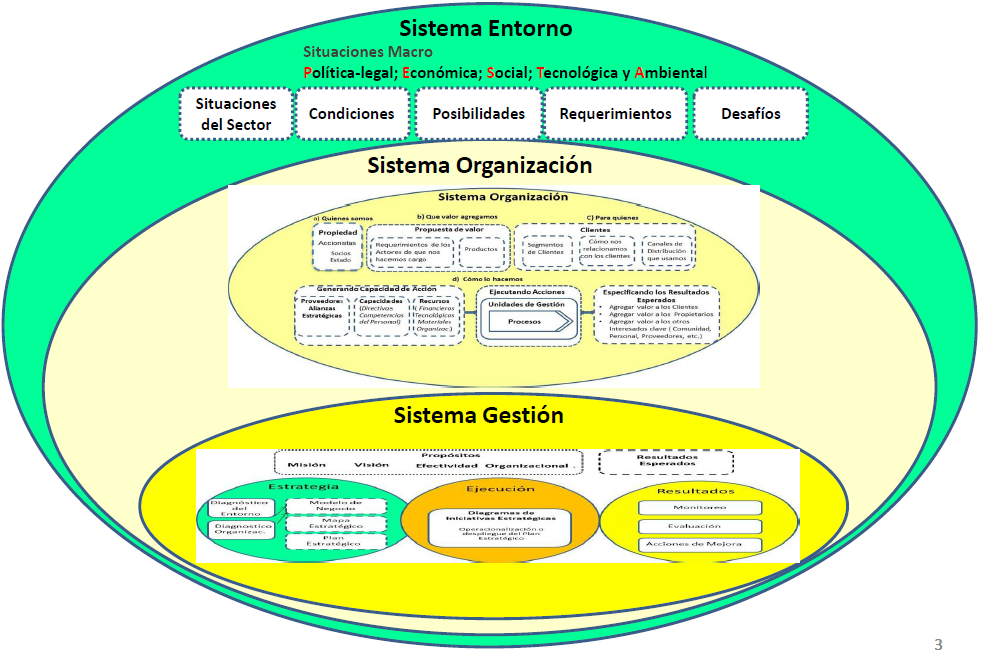 Sistema Entorno
Situaciones Macro
Política-legal; Económica; Social; Tecnológica y Ambiental
Situaciones
del Sector
Condiciones
Posibilidades
Requerimientos
Desafíos
Sistema Organización
Sistema Organización
a) Quienes somos
b) Que valor agregamos
C) Para quienes
Propiedad
Accionistas
Socios
Estado
Propuesta de valor
Requerimientos de los
Actores de que nos
hacemos cargo
Productos
Clientes
Segmentos
de Clientes
Cómo nos
relacionamos
con los clientes
Canales de
Distribución
que usamos
d) Cómo lo hacemos
Generando Capacidad de Acción
Proveedores
Alianzas
Estratégicas
Capacidades
(Directivas
Competencias
del Personal)
Recursos
( Financieros
Tecnológicos
Materiales
Organizac.)
Ejecutando Acciones
Unidades de Gestión
Procesos
Especificando los Resultados
Esperados
• Agregar valor a los Clientes
• Agregar valor a los Propietarios
• Agregar valor a los otros
Interesados clave ( Comunidad,
Personal, Proveedores, etc.)
Sistema Gestión
Propósitos
Misión Visión Efectividad Organizacional .
Resultados
Esperados
Estrategia
Diagnóstico
del
Entorno
Diagnostico
Organizac.
Modelo de
Negocio
Mapa
Estratégico
Plan
Estratégico
Ejecución
Diagramas de
Iniciativas Estratégicas
Operacionalización o
despliegue del Plan
Estratégico
Resultados
Monitoreo
Evaluación
Acciones de Mejora
3